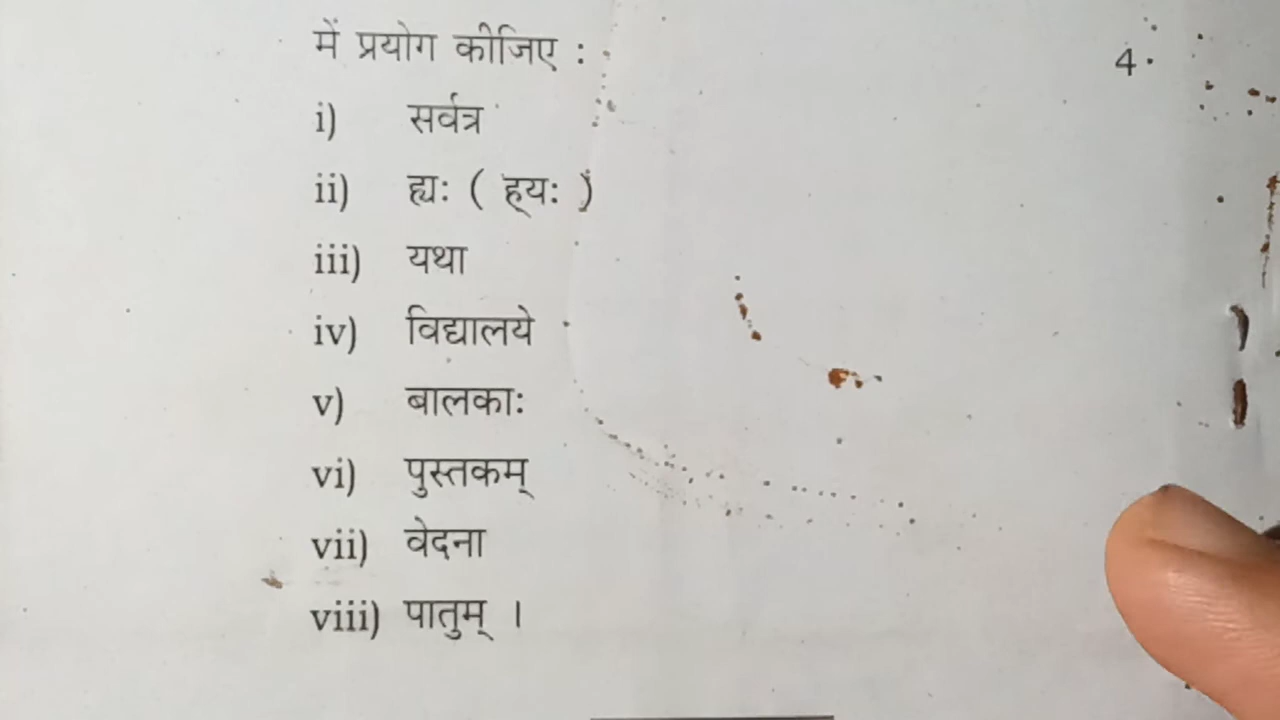 में प्रयोग कीजिए : 4
i) सर्वत्र
ii) ह्यः ( ह्‌यः )
iii) यथा
iv) विद्यालये
v) बालकाः
vi) पुस्तकम्
vii) वेदना
viii) पातुम् ।